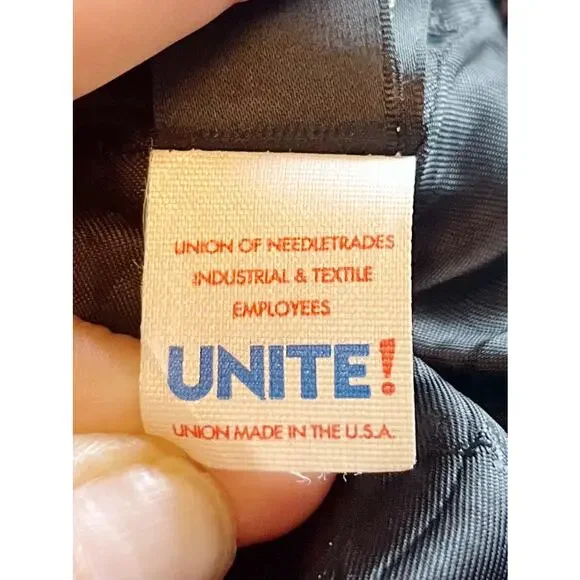 UNION OF NEEDLETRADES
INDUSTRIAL & TEXTILE
EMPLOYEES
UNITE!
UNION MADE IN THE U.S.A.